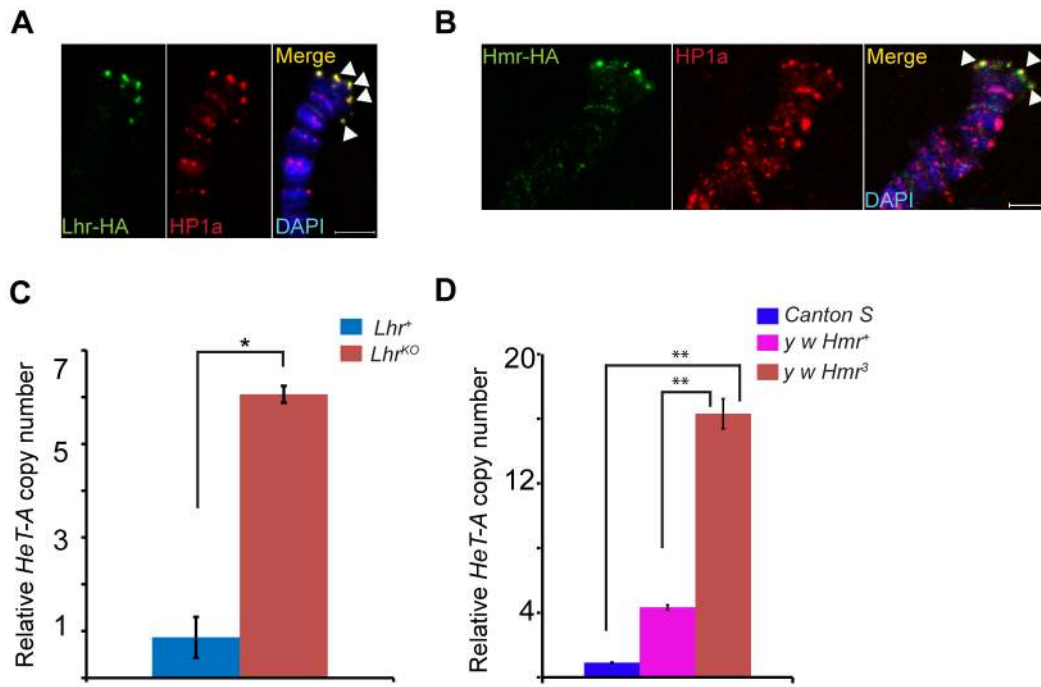 A
Lhr-HA
HP1a
Merge
DAPI
B
Hmr-HA
HP1a
Merge
DAPI
C
Relative HeT-A copy number
7
5
3
1
*
Lhr⁺
Lhrᴷᴼ
D
Relative HeT-A copy number
20
12
4
**
**
Canton S
y w Hmr⁺
y w Hmr³